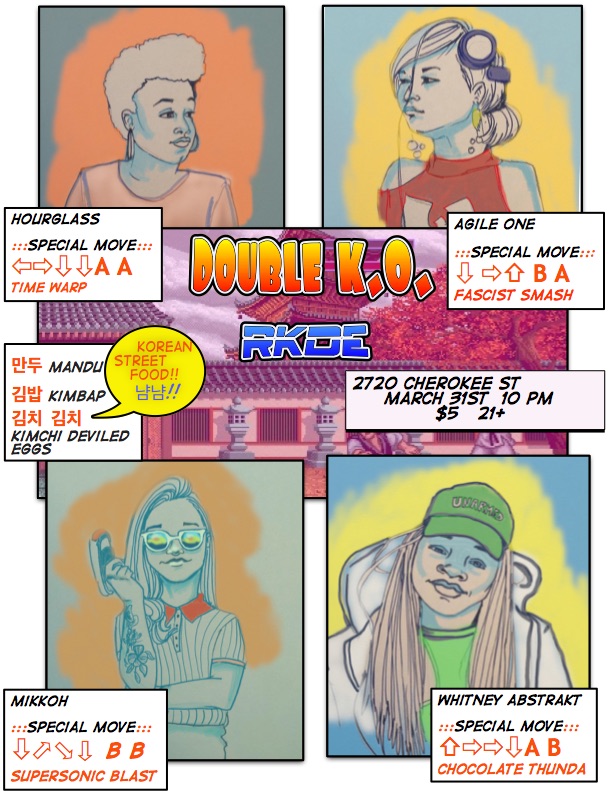 HOURGLASS
:::SPECIAL MOVE:::
⇦⇨⇩⇩A A
TIME WARP
AGILE ONE
:::SPECIAL MOVE:::
⇩⇨⇧ B A
FASCIST SMASH
DOUBLE K.O.
RKDE
만두 MANDU
김밥 KIMBAP
김치 김치
KIMCHI DEVILED
EGGS
KOREAN
STREET
FOOD!!
냠냠!!
2720 CHEROKEE ST
MARCH 31ST 10 PM
$5 21+
MIKKOH
:::SPECIAL MOVE:::
⇩⬀⬂⇩ B B
SUPERSONIC BLAST
WHITNEY ABSTRAKT
:::SPECIAL MOVE:::
⇧⇨⇨⇩A B
CHOCOLATE THUNDA